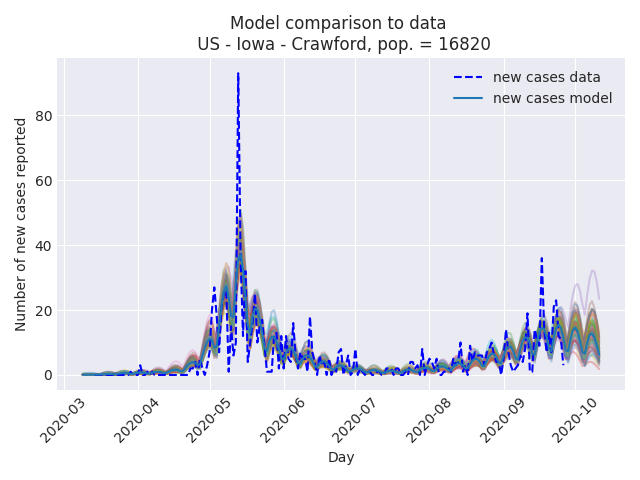 Model comparison to data
US - Iowa - Crawford, pop. = 16820
new cases data
new cases model
Number of new cases reported
80
60
40
20
0
2020-03
2020-04
2020-05
2020-06
2020-07
2020-08
2020-09
2020-10
Day